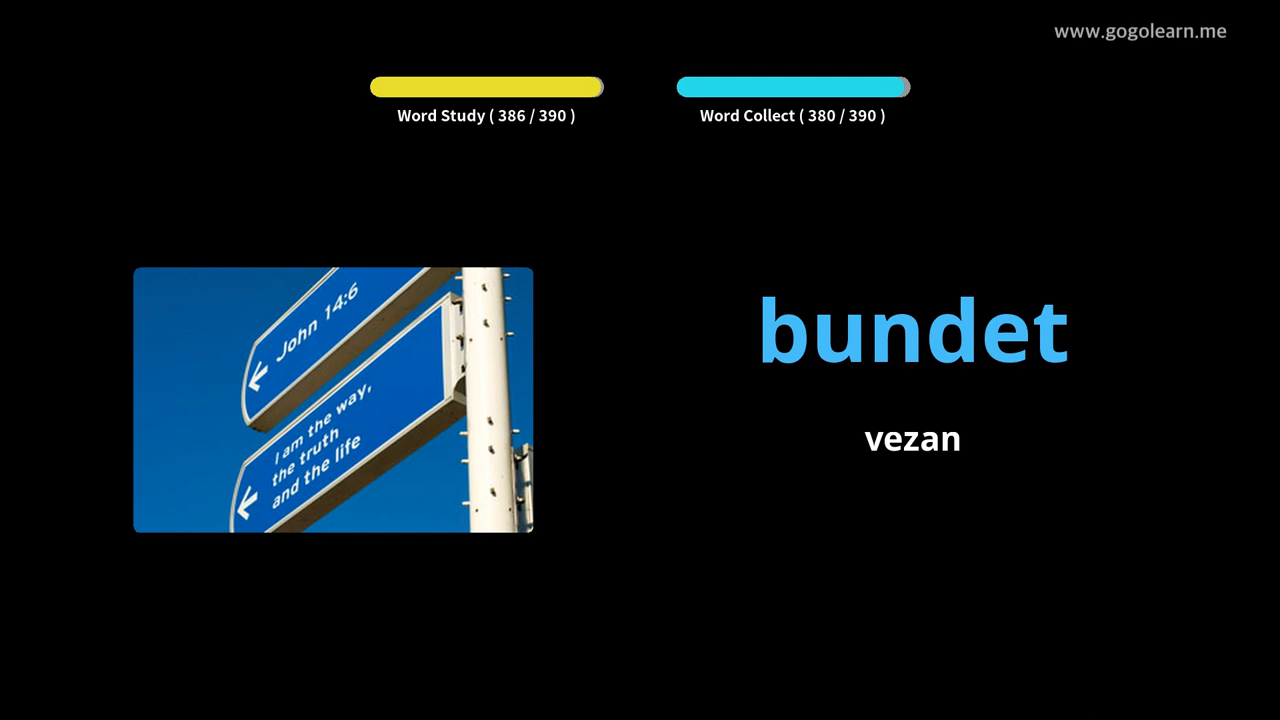 www.gogolearn.me
Word Study ( 386 / 390 )
Word Collect ( 380 / 390 )
John 14:6
I am the way,
the truth
and the life
bundet
vezan